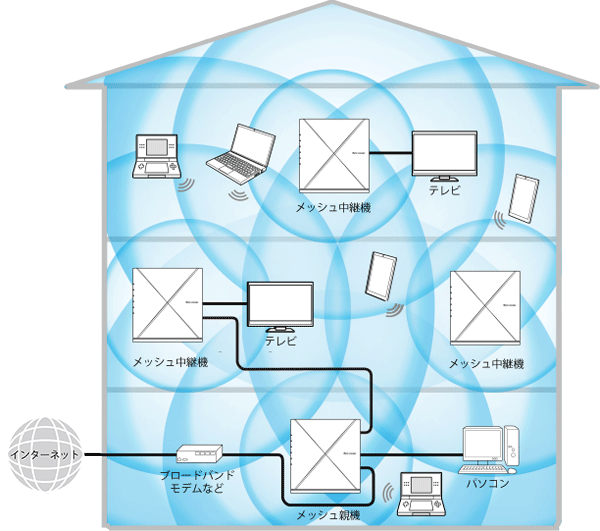 テレビ
メッシュ中継機
テレビ
メッシュ中継機
メッシュ中継機
インターネット
ブロードバンド
モデムなど
パソコン
メッシュ親機